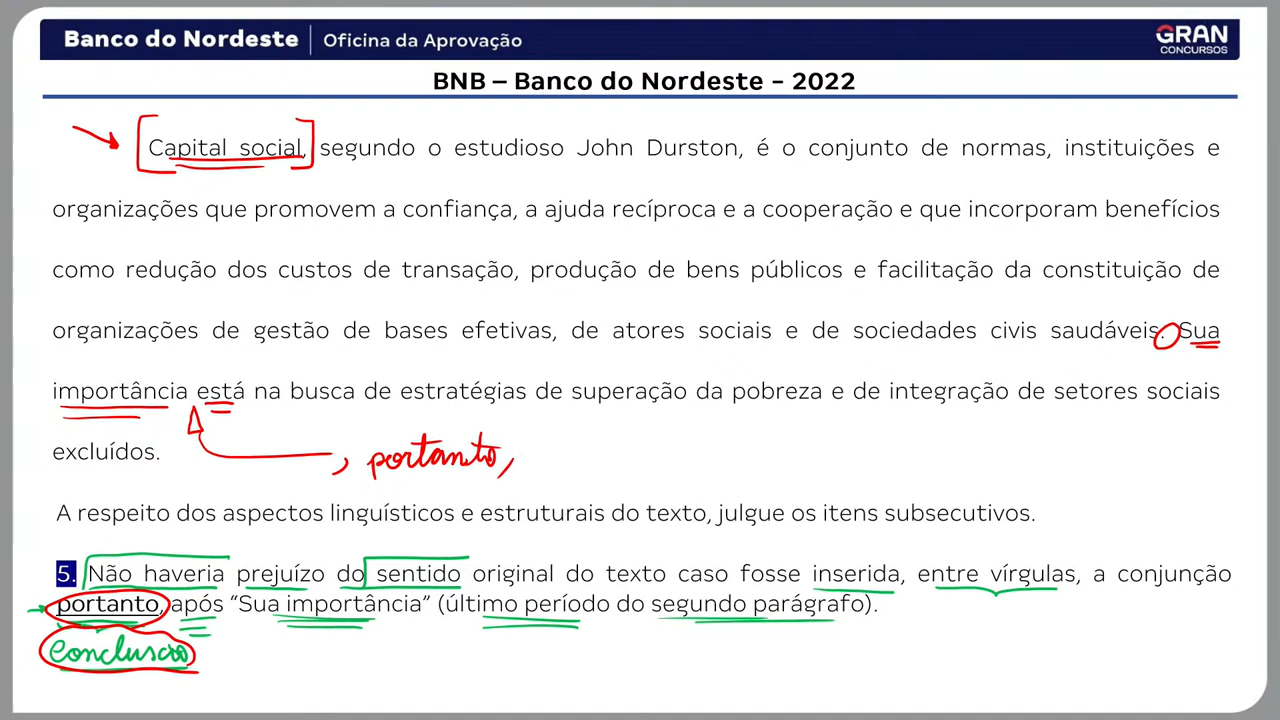 Banco do Nordeste | Oficina da Aprovação
GRAN
CONCURSOS
BNB – Banco do Nordeste – 2022
Capital social, segundo o estudioso John Durston, é o conjunto de normas, instituições e
organizações que promovem a confiança, a ajuda recíproca e a cooperação e que incorporam benefícios
como redução dos custos de transação, produção de bens públicos e facilitação da constituição de
organizações de gestão de bases efetivas, de atores sociais e de sociedades civis saudáveis. Sua
importância está na busca de estratégias de superação da pobreza e de integração de setores sociais
excluídos.
, portanto,
A respeito dos aspectos linguísticos e estruturais do texto, julgue os itens subsecutivos.
5. Não haveria prejuízo do sentido original do texto caso fosse inserida, entre vírgulas, a conjunção
portanto, após “Sua importância” (último período do segundo parágrafo).
Conclusão